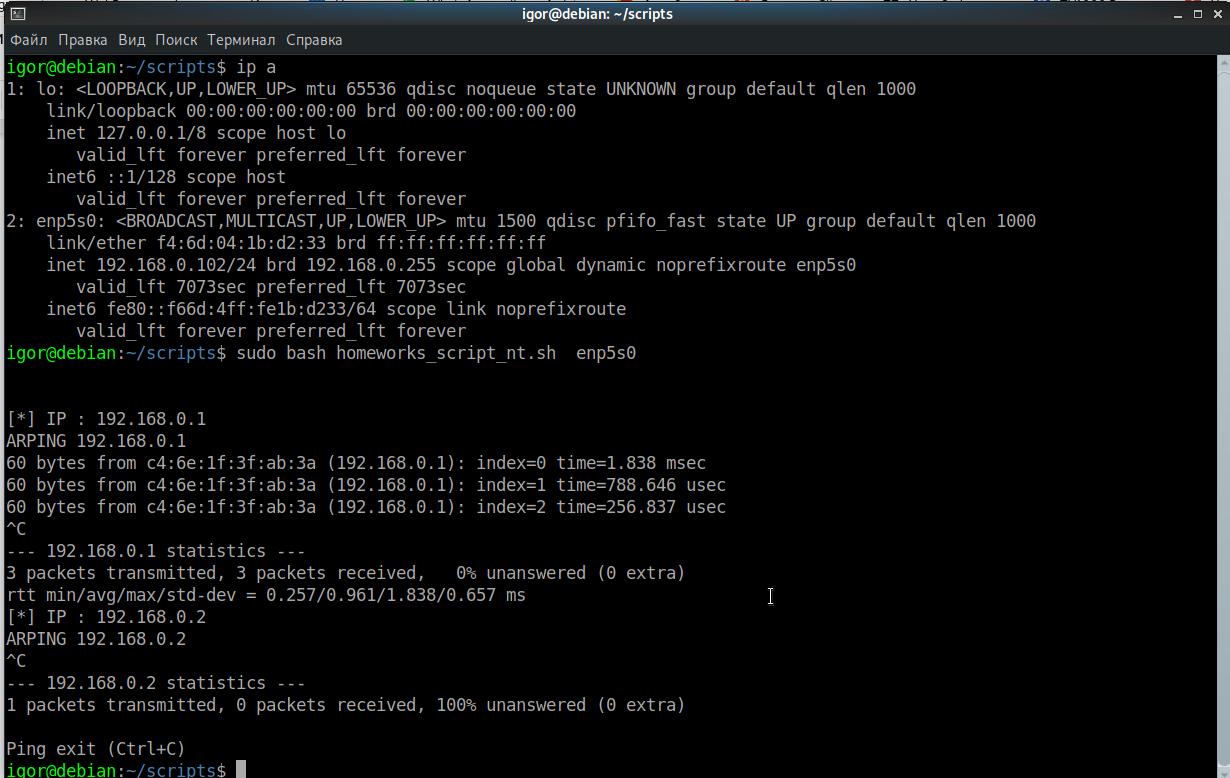 igor@debian: ~/scripts
Файл Правка Вид Поиск Терминал Справка
igor@debian:~/scripts$ ip a
1: lo: <LOOPBACK,UP,LOWER_UP> mtu 65536 qdisc noqueue state UNKNOWN group default qlen 1000
    link/loopback 00:00:00:00:00:00 brd 00:00:00:00:00:00
    inet 127.0.0.1/8 scope host lo
       valid_lft forever preferred_lft forever
    inet6 ::1/128 scope host
       valid_lft forever preferred_lft forever
2: enp5s0: <BROADCAST,MULTICAST,UP,LOWER_UP> mtu 1500 qdisc pfifo_fast state UP group default qlen 1000
    link/ether f4:6d:04:1b:d2:33 brd ff:ff:ff:ff:ff:ff
    inet 192.168.0.102/24 brd 192.168.0.255 scope global dynamic noprefixroute enp5s0
       valid_lft 7073sec preferred_lft 7073sec
    inet6 fe80::f66d:4ff:fe1b:d233/64 scope link noprefixroute
       valid_lft forever preferred_lft forever
igor@debian:~/scripts$ sudo bash homeworks_script_nt.sh  enp5s0
[*] IP : 192.168.0.1
ARPING 192.168.0.1
60 bytes from c4:6e:1f:3f:ab:3a (192.168.0.1): index=0 time=1.838 msec
60 bytes from c4:6e:1f:3f:ab:3a (192.168.0.1): index=1 time=788.646 usec
60 bytes from c4:6e:1f:3f:ab:3a (192.168.0.1): index=2 time=256.837 usec
^C
--- 192.168.0.1 statistics ---
3 packets transmitted, 3 packets received,   0% unanswered (0 extra)
rtt min/avg/max/std-dev = 0.257/0.961/1.838/0.657 ms
[*] IP : 192.168.0.2
ARPING 192.168.0.2
^C
--- 192.168.0.2 statistics ---
1 packets transmitted, 0 packets received, 100% unanswered (0 extra)
Ping exit (Ctrl+C)
igor@debian:~/scripts$